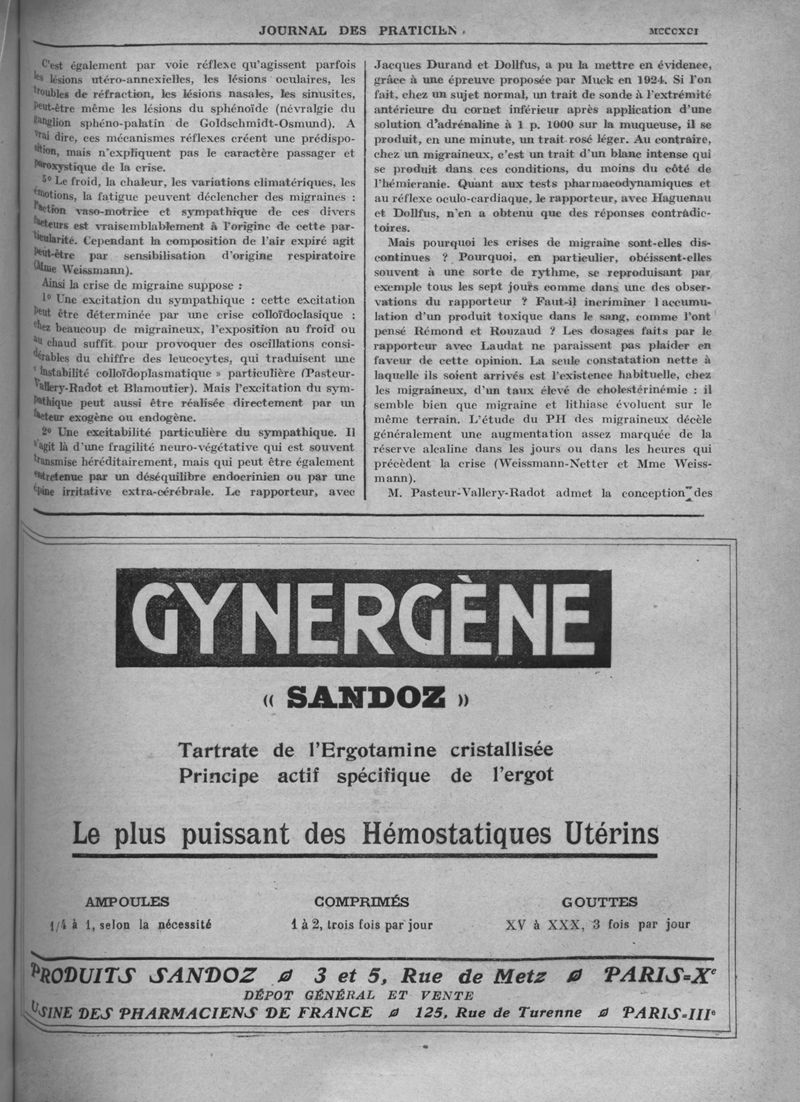 JOURNAL DES PRATICIEN
MCCCXCI
C'est également par voie réflexe qu'agissent parfois
les lésions utéro-annexielles, les lésions oculaires, les
troubles de réfraction, les lésions nasales, les sinusites,
peut-être même les lésions du sphénoïde (névralgie du
ganglion sphéno-palatin de Goldschmidt-Osmund). A
vrai dire, ces mécanismes réflexes créent une prédispo-
sition, mais n'expliquent pas le caractère passager et
paroxystique de la crise.
5° Le froid, la chaleur, les variations climatériques, les
émotions, la fatigue peuvent déclencher des migraines :
l'action vaso-motrice et sympathique de ces divers
facteurs est vraisemblablement à l'origine de cette par-
ticularité. Cependant la composition de l'air expiré agit
peut-être par sensibilisation d'origine respiratoire
(Mme Weissmann).
Ainsi la crise de migraine suppose :
1° Une excitation du sympathique : cette excitation
peut être déterminée par une crise colloïdoclasique :
chez beaucoup de migraineux, l'exposition au froid ou
au chaud suffit pour provoquer des oscillations consi-
dérables du chiffre des leucocytes, qui traduisent une
« instabilité colloïdoplasmatique » particulière (Pasteur-
Vallery-Radot et Blamoutier). Mais l'excitation du sym-
pathique peut aussi être réalisée directement par un
facteur exogène ou endogène.
2° Une excitabilité particulière du sympathique. Il
s'agit là d'une fragilité neuro-végétative qui est souvent
transmise héréditairement, mais qui peut être également
entretenue par un déséquilibre endocrinien ou par une
épine irritative extra-cérébrale. Le rapporteur, avec
Jacques Durand et Dollfus, a pu la mettre en évidence,
grâce à une épreuve proposée par Muck en 1924. Si l'on
fait, chez un sujet normal, un trait de sonde à l'extrémité
antérieure du cornet inférieur après application d'une
solution d'adrénaline à 1 p. 1000 sur la muqueuse, il se
produit, en une minute, un trait rosé léger. Au contraire,
chez un migraineux, c'est un trait d'un blanc intense qui
se produit dans ces conditions, du moins du côté de
l'hémicranie. Quant aux tests pharmacodynamiques et
au réflexe oculo-cardiaque, le rapporteur, avec Haguenau
et Dollfus, n'en a obtenu que des réponses contradic-
toires.
Mais pourquoi les crises de migraine sont-elles dis-
continues ? Pourquoi, en particulier, obéissent-elles
souvent à une sorte de rythme, se reproduisant par
exemple tous les sept jours comme dans une des obser-
vations du rapporteur ? Faut-il incriminer l accumu-
lation d'un produit toxique dans le sang, comme l'ont
pensé Rémond et Rouzaud ? Les dosages faits par le
rapporteur avec Laudat ne paraissent pas plaider en
faveur de cette opinion. La seule constatation nette à
laquelle ils soient arrivés est l'existence habituelle, chez
les migraineux, d'un taux élevé de cholestérinémie : il
semble bien que migraine et lithiase évoluent sur le
même terrain. L'étude du PH des migraineux décèle
généralement une augmentation assez marquée de la
réserve alcaline dans les jours ou dans les heures qui
précèdent la crise (Weissmann-Netter et Mme Weiss-
mann).
M. Pasteur-Vallery-Radot admet la conception des
GYNERGÈNE
« SANDOZ »
Tartrate de l'Ergotamine cristallisée
Principe actif spécifique de l'ergot
Le plus puissant des Hémostatiques Utérins
AMPOULES
1/4 à 1, selon la nécessité
COMPRIMÉS
1 à 2, trois fois par jour
GOUTTES
XV à XXX, 3 fois par jour
PRODUITS SANDOZ ø 3 et 5, Rue de Metz ø PARIS-Xe
DÉPOT GÉNÉRAL ET VENTE
USINE DES PHARMACIENS DE FRANCE ø 125, Rue de Turenne ø PARIS-IIIe